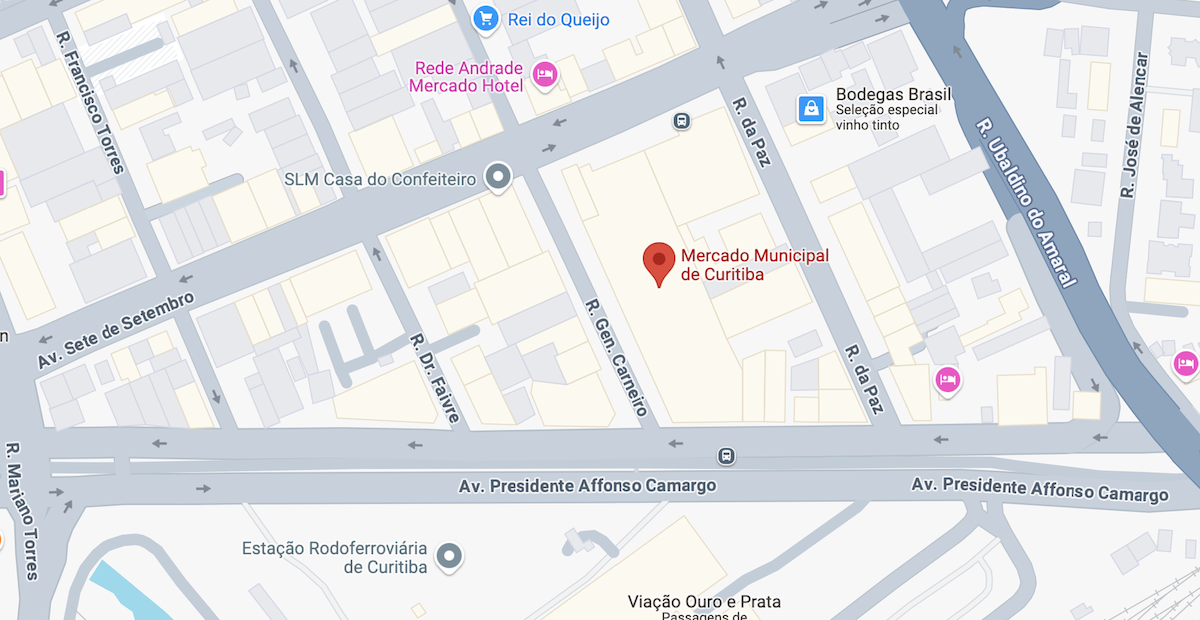 Rei do Queijo
R. Francisco Torres
Rede Andrade
Mercado Hotel
Bodegas Brasil
Seleção especial
vinho tinto
R. da Paz
R. José de Alencar
R. Ubaldino do Amaral
SLM Casa do Confeiteiro
Mercado Municipal
de Curitiba
Av. Sete de Setembro
n
R. Dr. Faivre
R. Gen. Carneiro
R. da Paz
R. Mariano Torres
Av. Presidente Affonso Camargo
Av. Presidente Affonso Camargo
Estação Rodoferroviária
de Curitiba
Viação Ouro e Prata
Passagens de